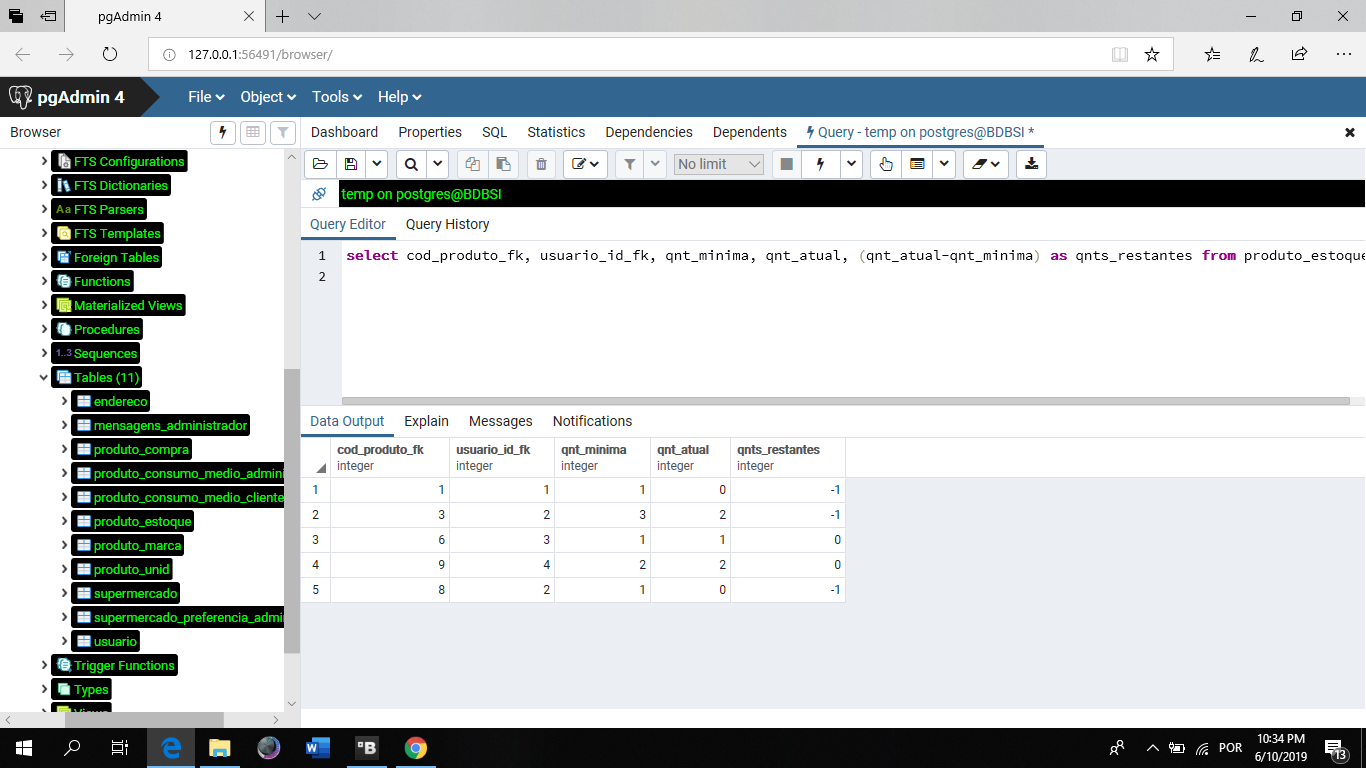 pgAdmin 4
127.0.0.1:56491/browser/
pgAdmin 4 File Object Tools Help
Browser
Dashboard Properties SQL Statistics Dependencies Dependents Query - temp on postgres@BDBSI *
No limit
temp on postgres@BDBSI
Query Editor Query History
1 select cod_produto_fk, usuario_id_fk, qnt_minima, qnt_atual, (qnt_atual-qnt_minima) as qnts_restantes from produto_estoque
2
FTS Configurations
FTS Dictionaries
Aa FTS Parsers
FTS Templates
Foreign Tables
Functions
Materialized Views
Procedures
1..3 Sequences
Tables (11)
endereco
mensagens_administrador
produto_compra
produto_consumo_medio_admini
produto_consumo_medio_cliente
produto_estoque
produto_marca
produto_unid
supermercado
supermercado_preferencia_admi
usuario
Trigger Functions
Types
Views
Data Output Explain Messages Notifications
cod_produto_fk usuario_id_fk qnt_minima qnt_atual qnts_restantes
integer integer integer integer integer
1 1 1 1 0 -1
2 3 2 3 2 -1
3 6 3 1 1 0
4 9 4 2 2 0
5 8 2 1 0 -1
W B POR 10:34 PM
6/10/2019 13